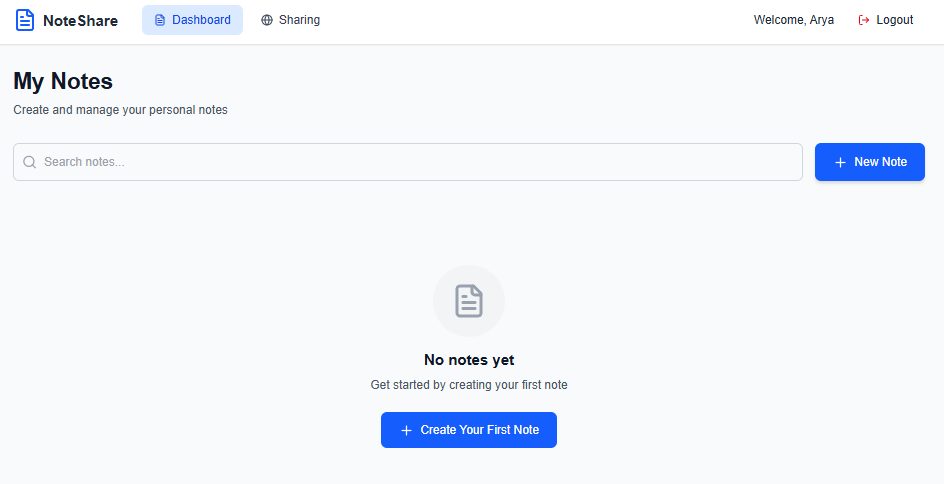 NoteShare Dashboard Sharing Welcome, Arya Logout
My Notes
Create and manage your personal notes
Search notes... New Note
No notes yet
Get started by creating your first note
Create Your First Note